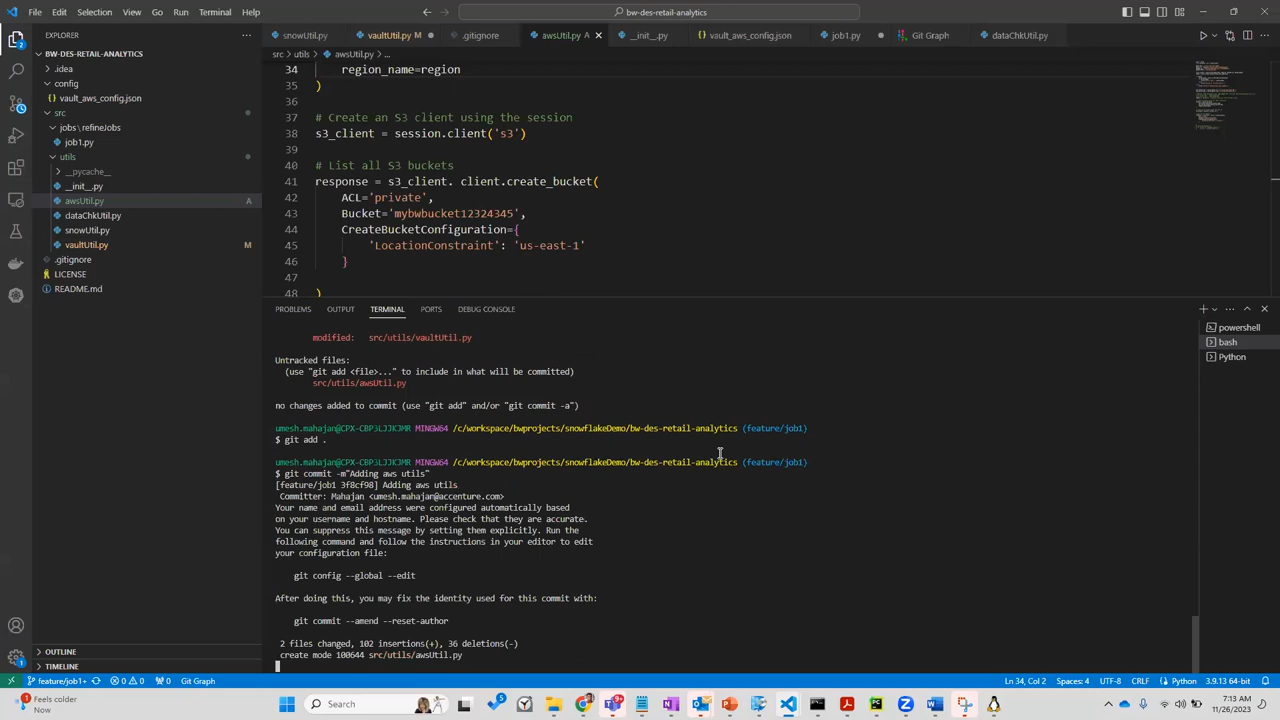 File Edit Selection View Go Run Terminal Help
bw-des-retail-analytics
EXPLORER
BW-DES-RETAIL-ANALYTICS
.idea
config
vault_aws_config.json
src
jobs\refineJobs
job1.py
utils
__pycache__
__init__.py
awsUtil.py A
dataChkUtil.py
snowUtil.py
vaultUtil.py M
.gitignore
LICENSE
README.md
OUTLINE
TIMELINE
snowUtil.py vaultUtil.py M .gitignore awsUtil.py A __init__.py vault_aws_config.json job1.py Git Graph dataChkUtil.py
src > utils > awsUtil.py > ...
34 region_name=region
35 )
36
37 # Create an S3 client using the session
38 s3_client = session.client('s3')
39
40 # List all S3 buckets
41 response = s3_client. client.create_bucket(
42 ACL='private',
43 Bucket='mybwbucket12324345',
44 CreateBucketConfiguration={
45 'LocationConstraint': 'us-east-1'
46 }
47
48 )
PROBLEMS OUTPUT TERMINAL PORTS DEBUG CONSOLE
powershell
bash
Python
modified: src/utils/vaultUtil.py
Untracked files:
(use "git add <file>..." to include in what will be committed)
src/utils/awsUtil.py
no changes added to commit (use "git add" and/or "git commit -a")
umesh.mahajan@CPX-CBP3LJJKJMR MINGW64 /c/workspace/bwprojects/snowflakeDemo/bw-des-retail-analytics (feature/job1)
$ git add .
umesh.mahajan@CPX-CBP3LJJKJMR MINGW64 /c/workspace/bwprojects/snowflakeDemo/bw-des-retail-analytics (feature/job1)
$ git commit -m"Adding aws utils"
[feature/job1 3f8cf98] Adding aws utils
Committer: Mahajan <umesh.mahajan@accenture.com>
Your name and email address were configured automatically based
on your username and hostname. Please check that they are accurate.
You can suppress this message by setting them explicitly. Run the
following command and follow the instructions in your editor to edit
your configuration file:
git config --global --edit
After doing this, you may fix the identity used for this commit with:
git commit --amend --reset-author
2 files changed, 102 insertions(+), 36 deletions(-)
create mode 100644 src/utils/awsUtil.py
feature/job1+ 0 0 0 Git Graph Ln 34, Col 2 Spaces: 4 UTF-8 CRLF Python 3.9.13 64-bit
Feels colder
Now
Search
7:13 AM
11/26/2023